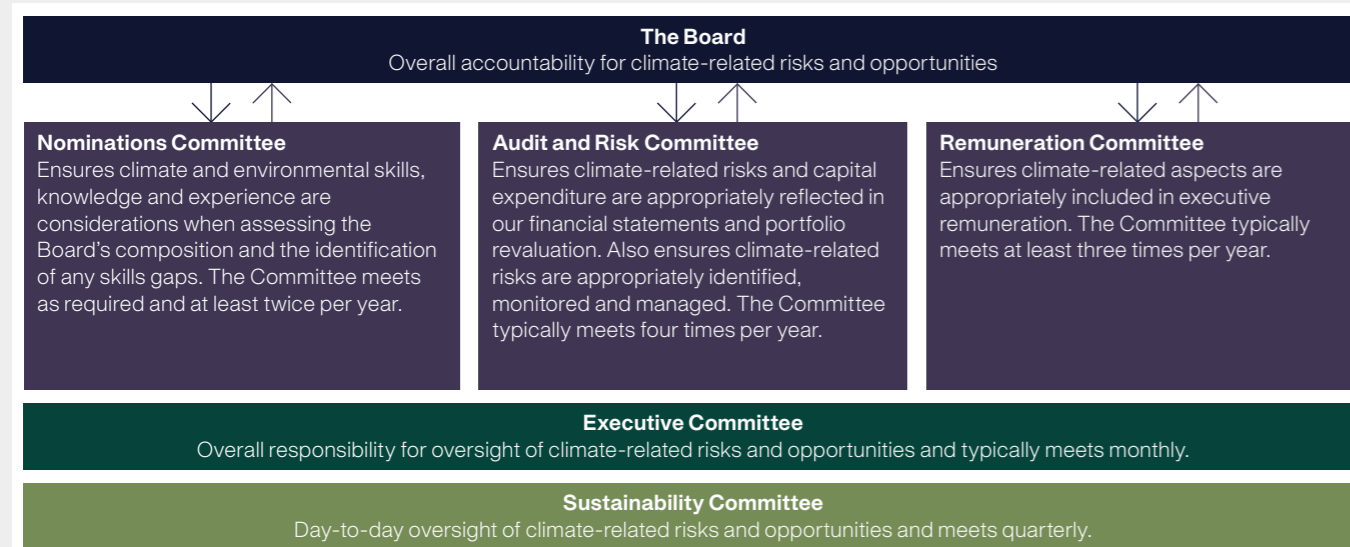 The Board
Overall accountability for climate-related risks and opportunities
Nominations Committee
Ensures climate and environmental skills,
knowledge and experience are
considerations when assessing the
Board's composition and the identification
of any skills gaps. The Committee meets
as required and at least twice per year.
Audit and Risk Committee
Ensures climate-related risks and capital
expenditure are appropriately reflected in
our financial statements and portfolio
revaluation. Also ensures climate-related
risks are appropriately identified,
monitored and managed. The Committee
typically meets four times per year.
Remuneration Committee
Ensures climate-related aspects are
appropriately included in executive
remuneration. The Committee typically
meets at least three times per year.
Executive Committee
Overall responsibility for oversight of climate-related risks and opportunities and typically meets monthly.
Sustainability Committee
Day-to-day oversight of climate-related risks and opportunities and meets quarterly.